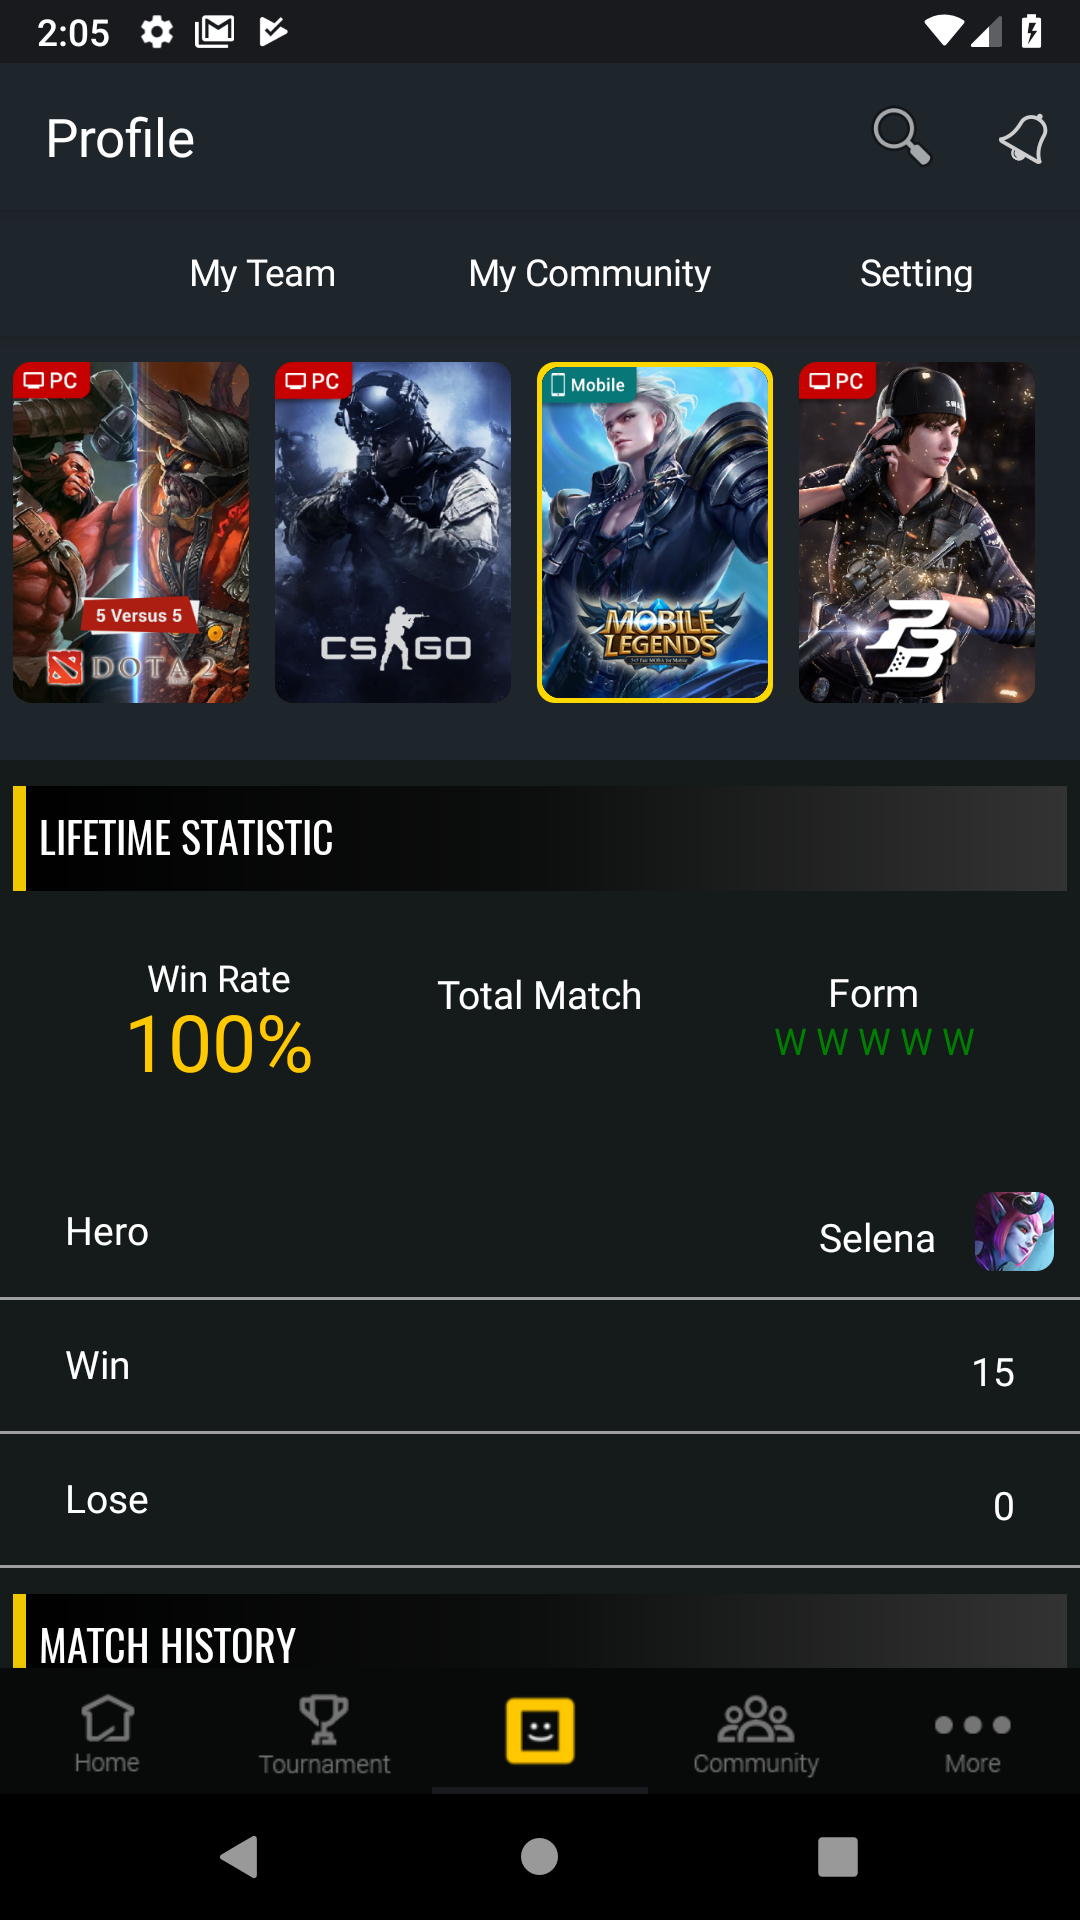 2:05
Profile
My Team My Community Setting
PC PC Mobile PC
5 Versus 5
DOTA 2
CS GO
MOBILE
LEGENDS
SWAT
PB
LIFETIME STATISTIC
Win Rate Total Match Form
100% W W W W W
Hero Selena
Win 15
Lose 0
MATCH HISTORY
Home Tournament Community More